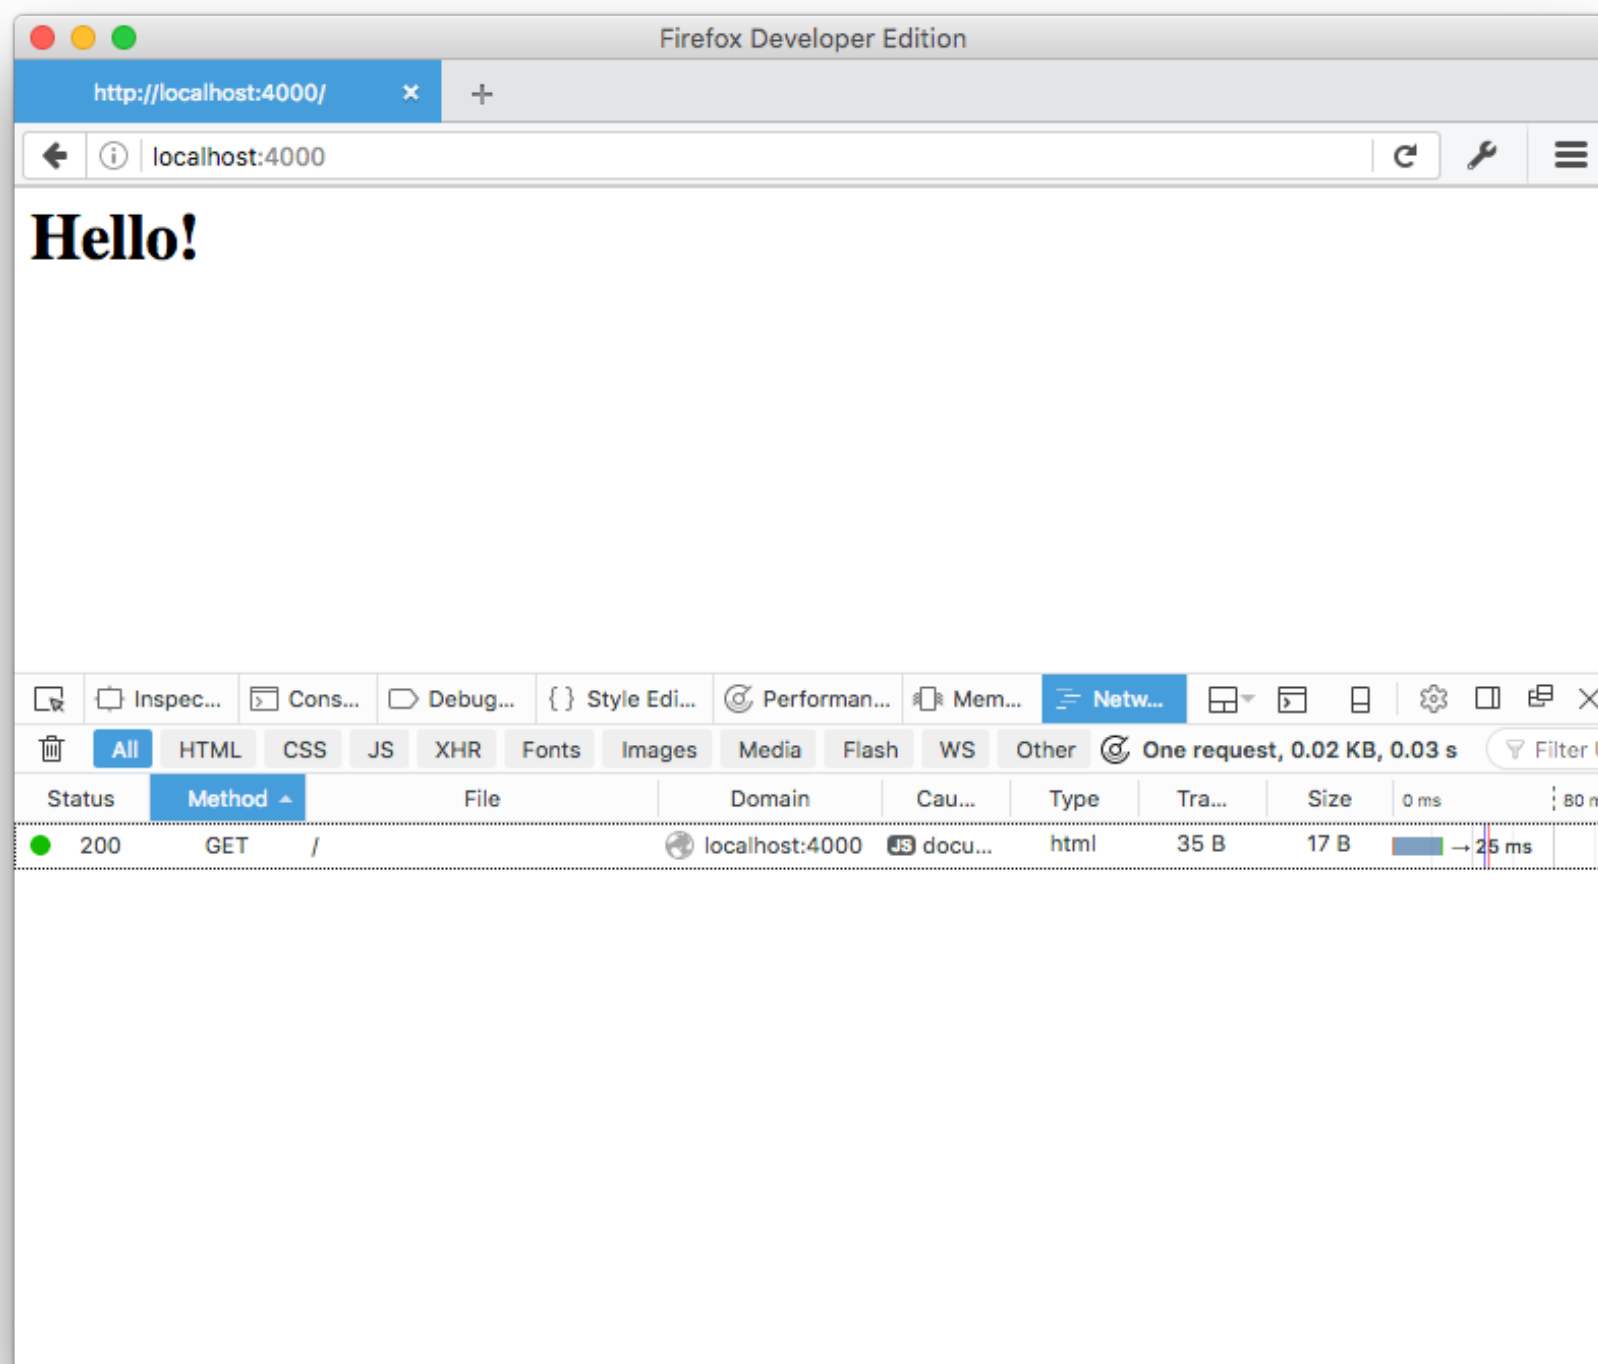 Firefox Developer Edition
http://localhost:4000/
localhost:4000
Hello!
Inspec... Cons... Debug... { } Style Edi... Performan... Mem... Netw...
All HTML CSS JS XHR Fonts Images Media Flash WS Other One request, 0.02 KB, 0.03 s Filter
Status Method File Domain Cau... Type Tra... Size 0 ms 80
200 GET / localhost:4000 JS docu... html 35 B 17 B → 25 ms